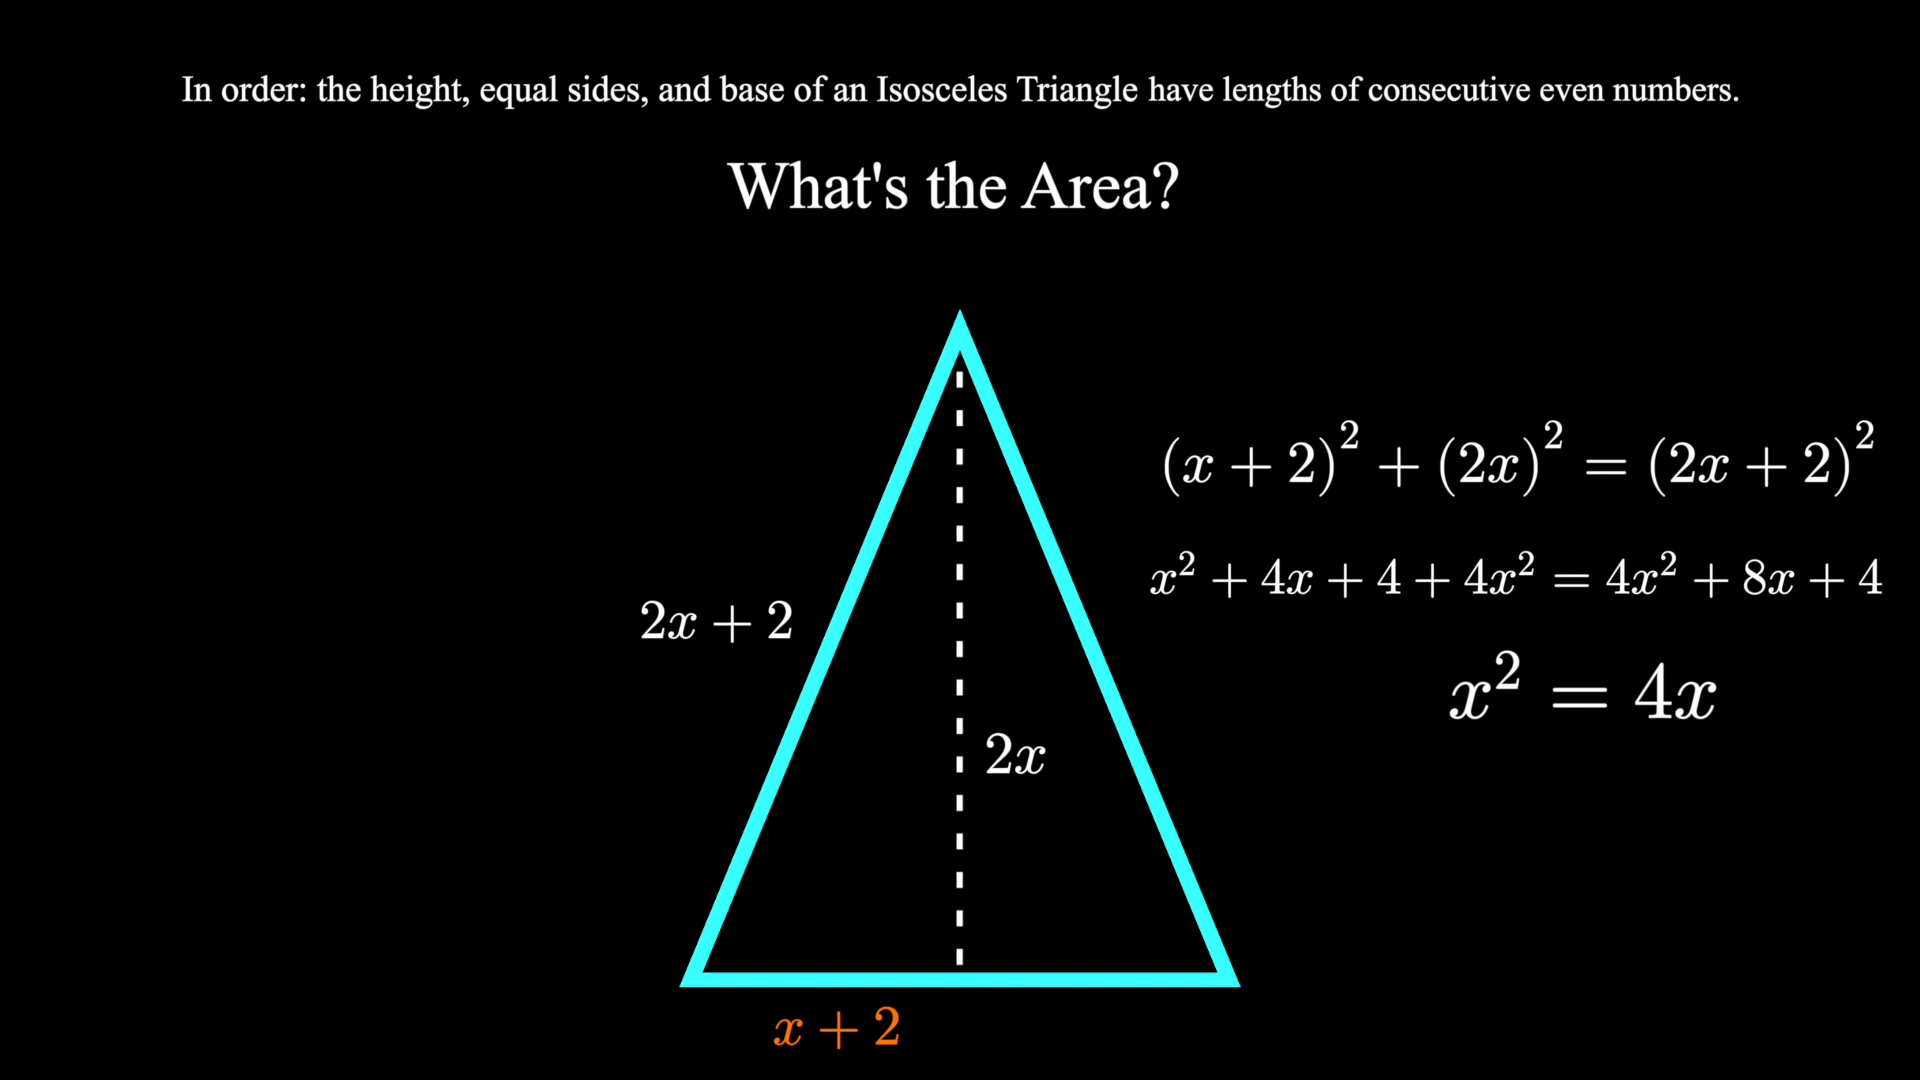 In order: the height, equal sides, and base of an Isosceles Triangle have lengths of consecutive even numbers.
What's the Area?
(x + 2)² + (2x)² = (2x + 2)²
x² + 4x + 4 + 4x² = 4x² + 8x + 4
2x + 2
x² = 4x
2x
x + 2